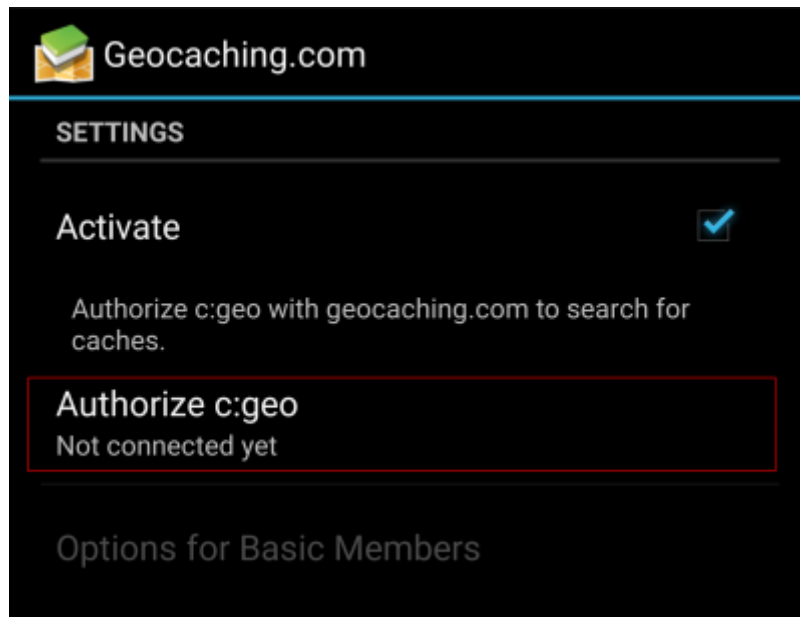 Geocaching.com
SETTINGS
Activate
Authorize c:geo with geocaching.com to search for
caches.
Authorize c:geo
Not connected yet
Options for Basic Members